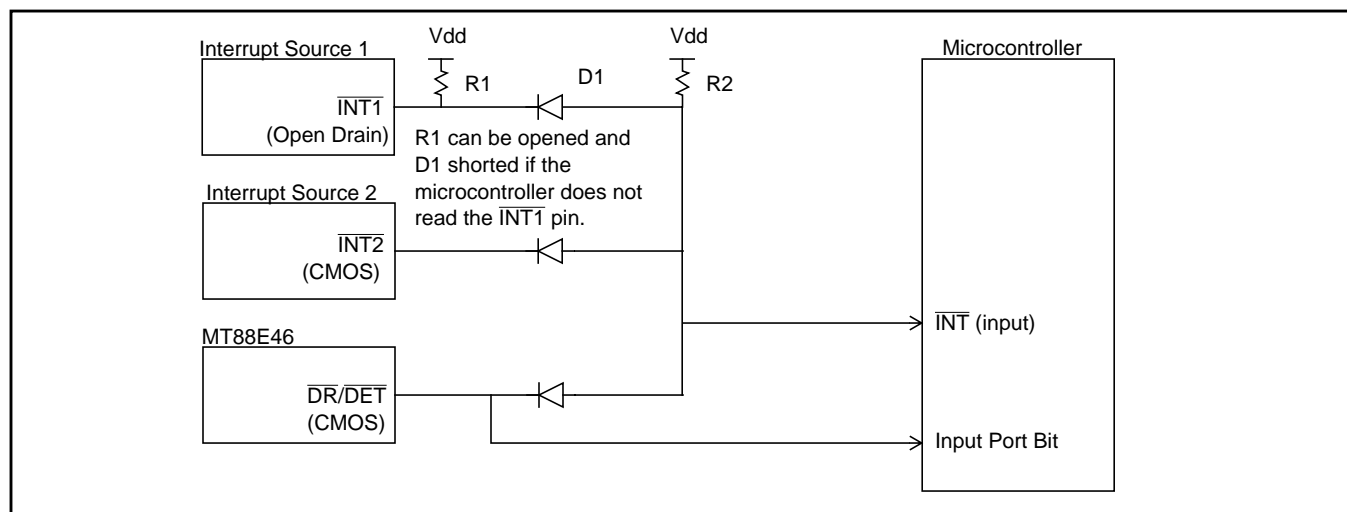 Vdd
Vdd
Interrupt Source 1
Microcontroller
R1
D1
R2
INT1
(Open Drain)
R1 can be opened and
D1 shorted if the
microcontroller does not
read the INT1 pin.
Interrupt Source 2
INT2
(CMOS)
INT (input)
MT88E46
DR/DET
(CMOS)
Input Port Bit